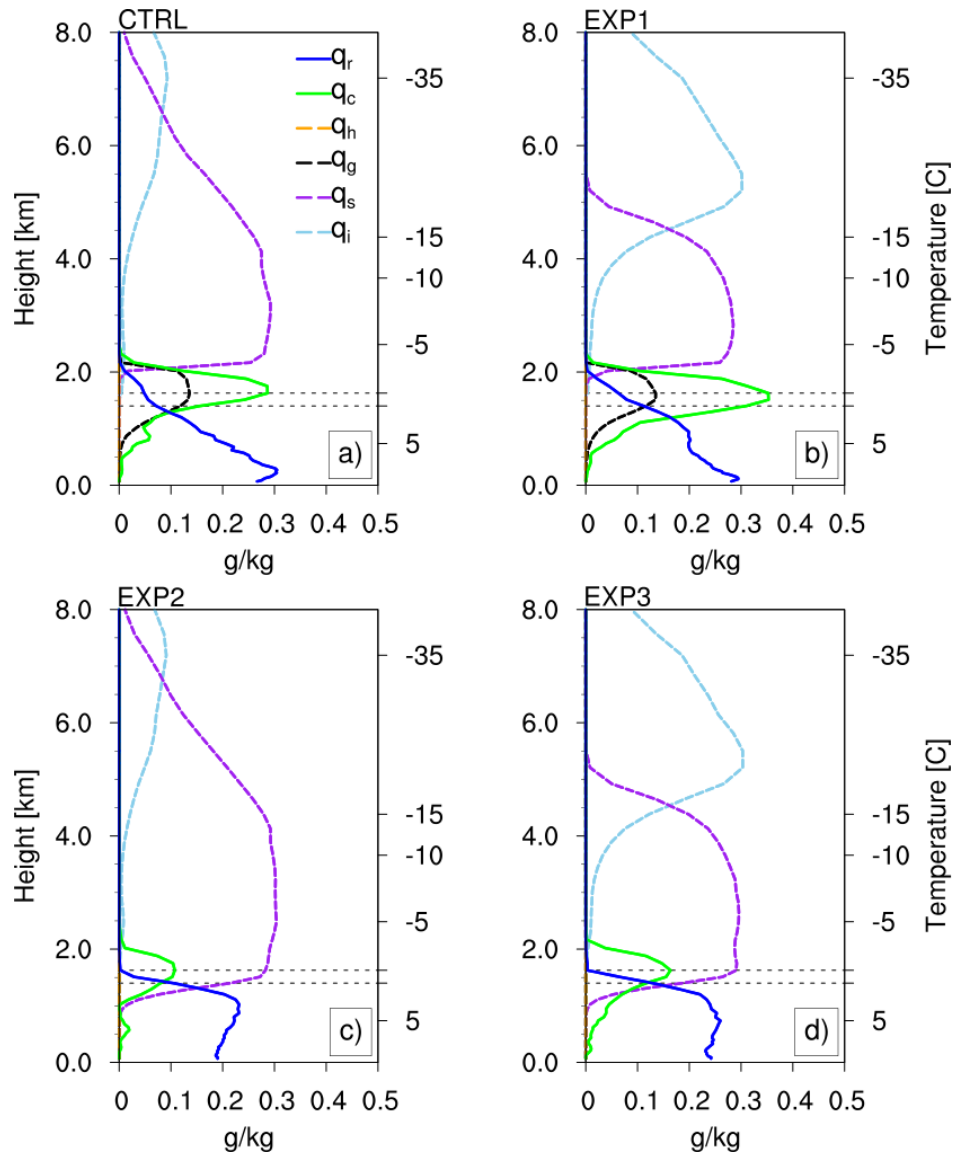 CTRL
8.0
6.0
4.0
2.0
0.0
Height [km]
q_r
q_c
q_h
q_g
q_s
q_i
-35
-15
-10
-5
5
a)
0 0.1 0.2 0.3 0.4 0.5
g/kg
EXP1
8.0
6.0
4.0
2.0
0.0
-35
-15
-10
-5
5
Temperature [C]
b)
0 0.1 0.2 0.3 0.4 0.5
g/kg
EXP2
8.0
6.0
4.0
2.0
0.0
Height [km]
-35
-15
-10
-5
5
c)
0 0.1 0.2 0.3 0.4 0.5
g/kg
EXP3
8.0
6.0
4.0
2.0
0.0
-35
-15
-10
-5
5
Temperature [C]
d)
0 0.1 0.2 0.3 0.4 0.5
g/kg